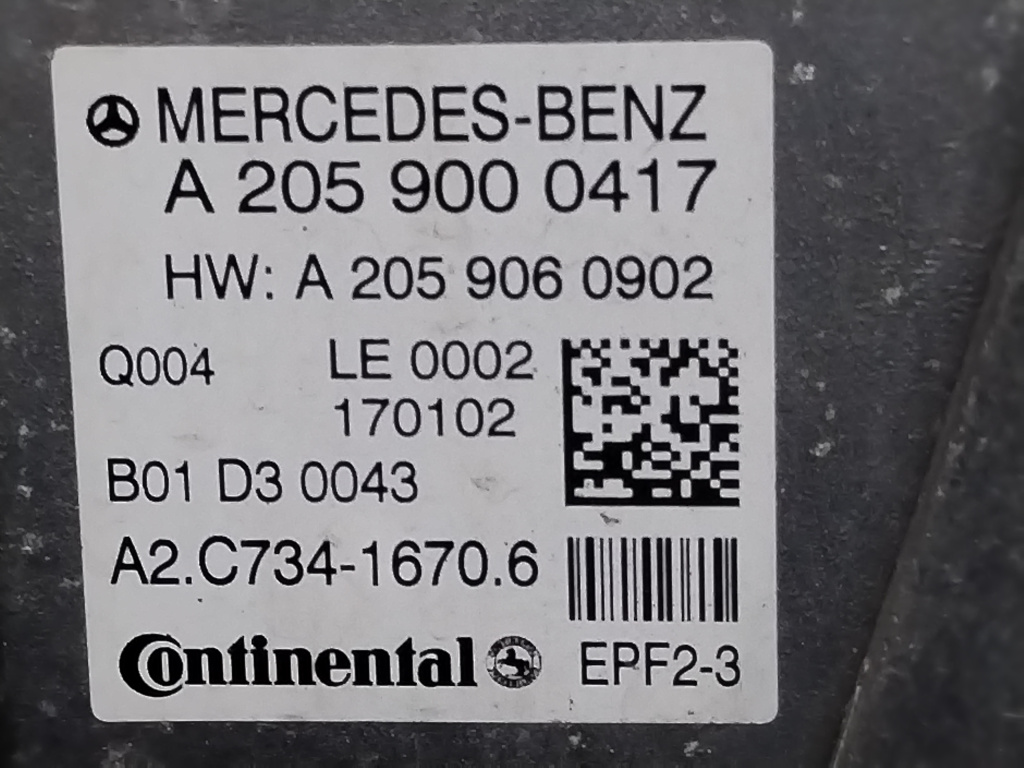 MERCEDES-BENZ
A 205 900 0417
HW: A 205 906 0902
Q004 LE 0002
170102
B01 D3 0043
A2.C734-1670.6
Continental EPF2-3